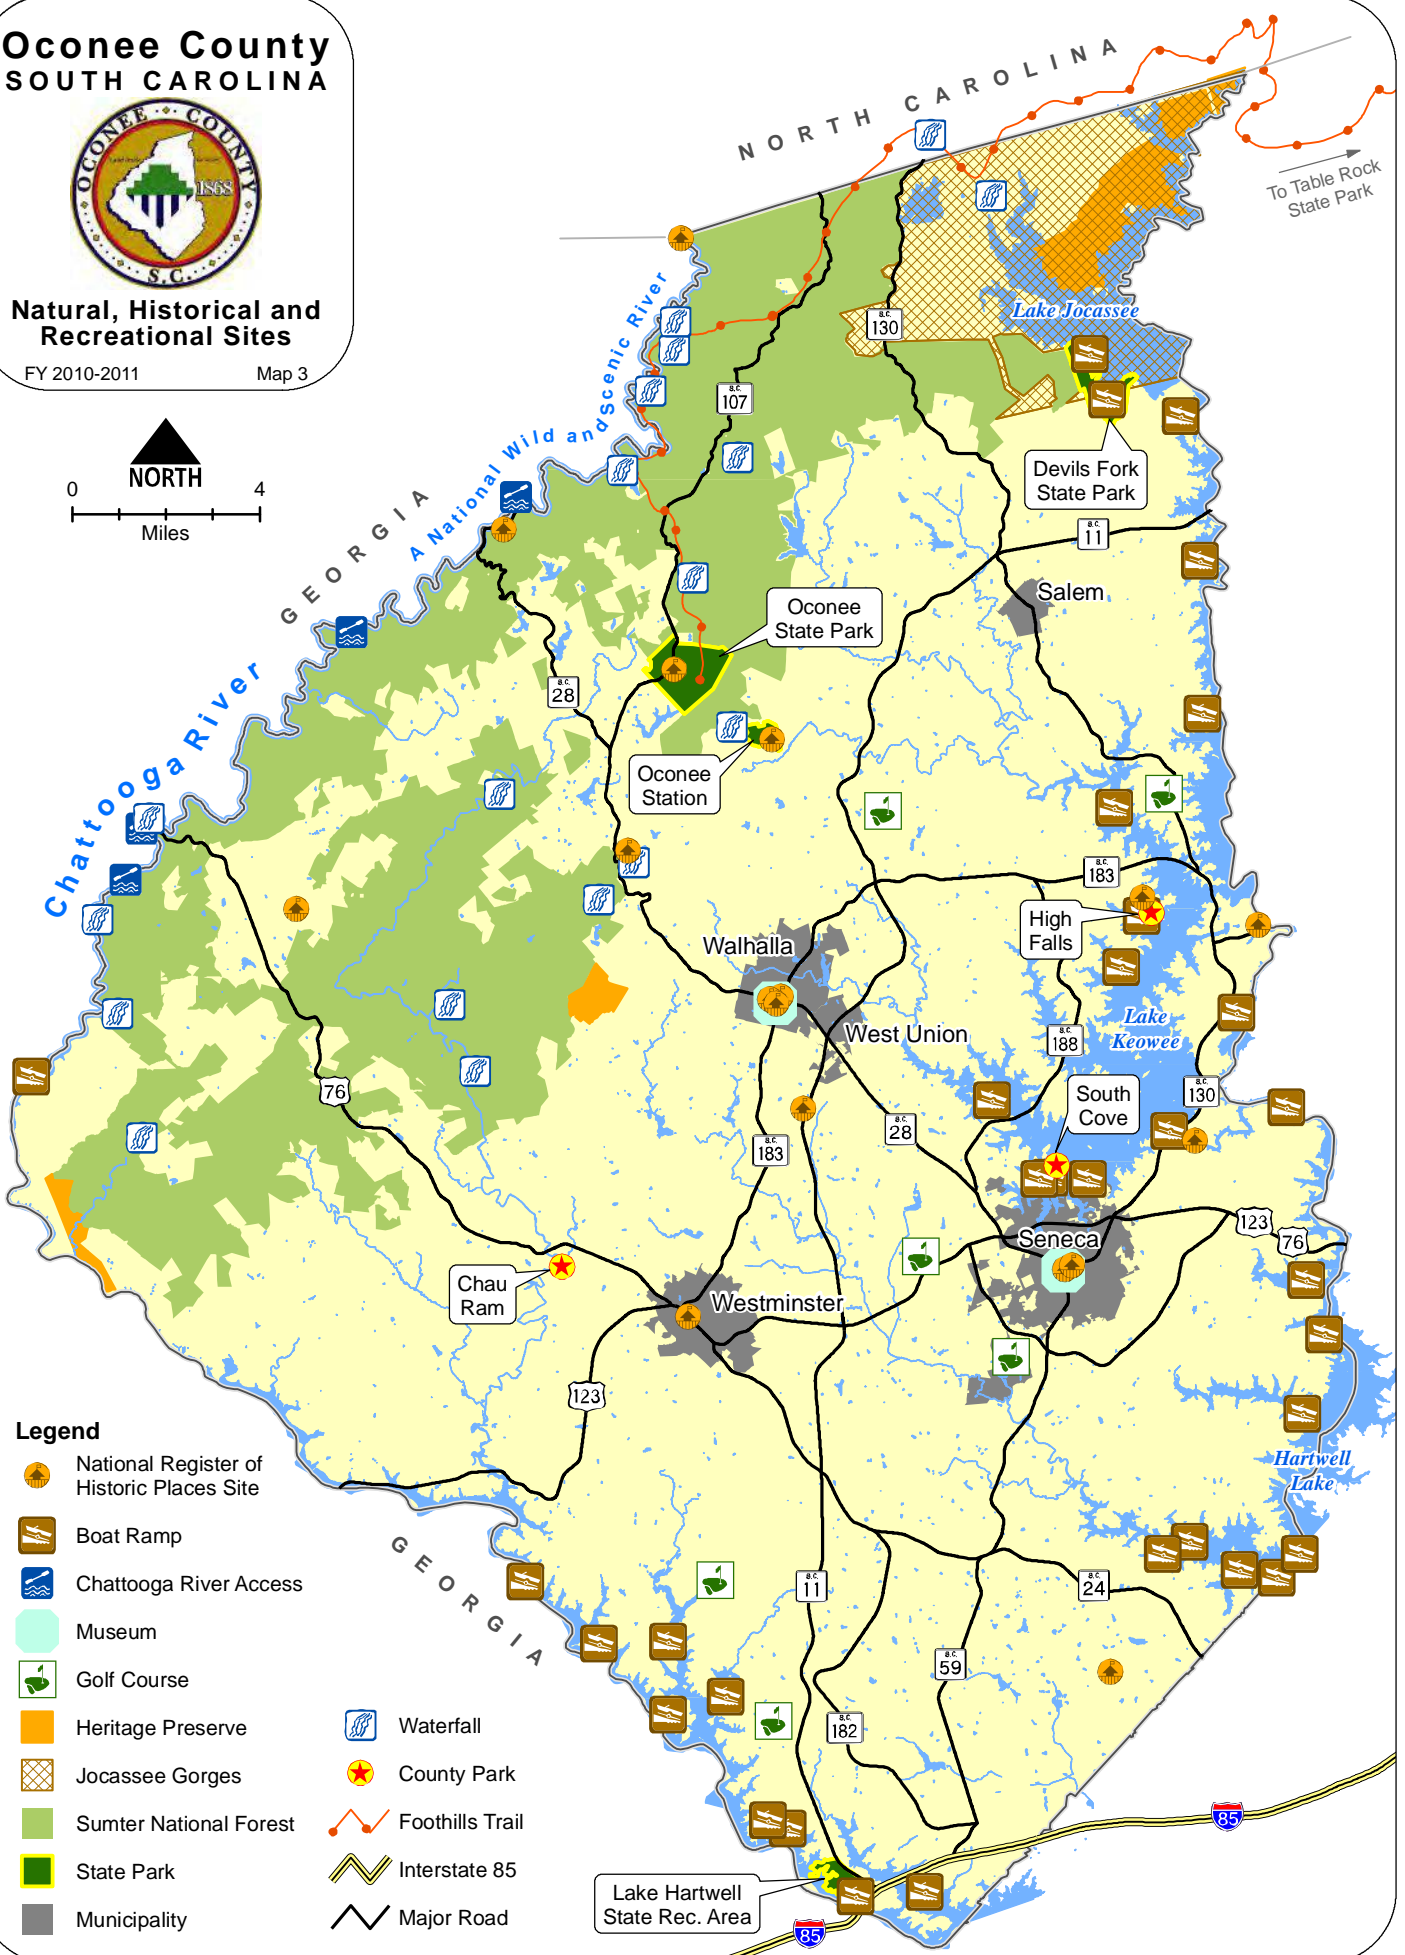 Oconee County
SOUTH CAROLINA
OCONEE COUNTY
1868
S.C.
Natural, Historical and
Recreational Sites
FY 2010-2011
Map 3
NORTH
0
4
Miles
NORTH CAROLINA
To Table Rock
State Park
GEORGIA
Chattooga River
A National Wild and Scenic River
Lake Jocassee
S.C.
130
S.C.
107
Devils Fork
State Park
S.C.
11
Salem
Oconee
State Park
S.C.
28
Oconee
Station
S.C.
183
High
Falls
Walhalla
West Union
Lake
Keowee
S.C.
188
S.C.
130
South
Cove
76
S.C.
28
S.C.
183
123
76
Seneca
Chau
Ram
Westminster
123
Hartwell
Lake
GEORGIA
S.C.
11
S.C.
24
S.C.
59
S.C.
182
85
Lake Hartwell
State Rec. Area
85
Legend
National Register of
Historic Places Site
Boat Ramp
Chattooga River Access
Museum
Golf Course
Heritage Preserve
Jocassee Gorges
Sumter National Forest
State Park
Municipality
Waterfall
County Park
Foothills Trail
Interstate 85
Major Road